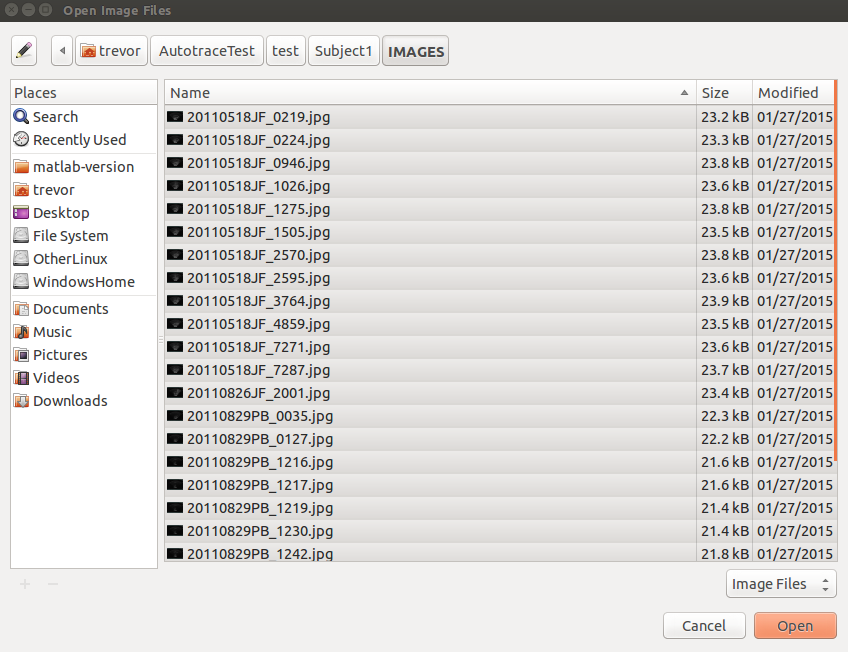 Open Image Files
trevor AutotraceTest test Subject1 IMAGES
Places
Search
Recently Used
matlab-version
trevor
Desktop
File System
OtherLinux
WindowsHome
Documents
Music
Pictures
Videos
Downloads
Name Size Modified
20110518JF_0219.jpg 23.2 kB 01/27/2015
20110518JF_0224.jpg 23.3 kB 01/27/2015
20110518JF_0946.jpg 23.8 kB 01/27/2015
20110518JF_1026.jpg 23.6 kB 01/27/2015
20110518JF_1275.jpg 23.8 kB 01/27/2015
20110518JF_1505.jpg 23.5 kB 01/27/2015
20110518JF_2570.jpg 23.8 kB 01/27/2015
20110518JF_2595.jpg 23.6 kB 01/27/2015
20110518JF_3764.jpg 23.9 kB 01/27/2015
20110518JF_4859.jpg 23.5 kB 01/27/2015
20110518JF_7271.jpg 23.6 kB 01/27/2015
20110518JF_7287.jpg 23.7 kB 01/27/2015
20110826JF_2001.jpg 23.4 kB 01/27/2015
20110829PB_0035.jpg 22.3 kB 01/27/2015
20110829PB_0127.jpg 22.2 kB 01/27/2015
20110829PB_1216.jpg 21.6 kB 01/27/2015
20110829PB_1217.jpg 21.6 kB 01/27/2015
20110829PB_1219.jpg 21.4 kB 01/27/2015
20110829PB_1230.jpg 21.4 kB 01/27/2015
20110829PB_1242.jpg 21.8 kB 01/27/2015
Image Files
Cancel Open